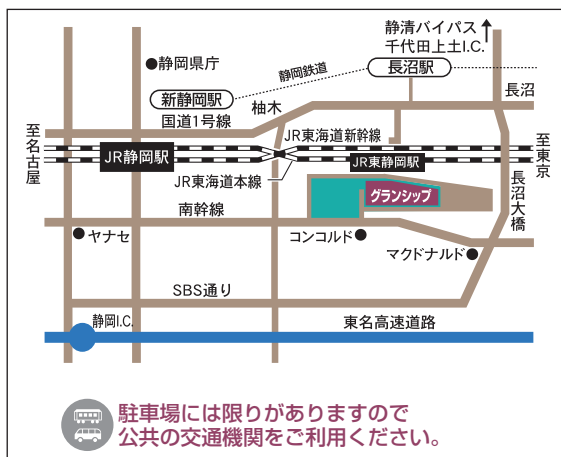 静清バイパス
千代田上土I.C.
静岡県庁
静岡鉄道
長沼駅
新静岡駅
柚木
長沼
国道1号線
至名古屋
JR東海道新幹線
至東京
JR静岡駅
JR東静岡駅
JR東海道本線
グランシップ
長沼大橋
南幹線
ヤナセ
コンコルド
マクドナルド
SBS通り
静岡I.C.
東名高速道路
駐車場には限りがありますので
公共の交通機関をご利用ください。